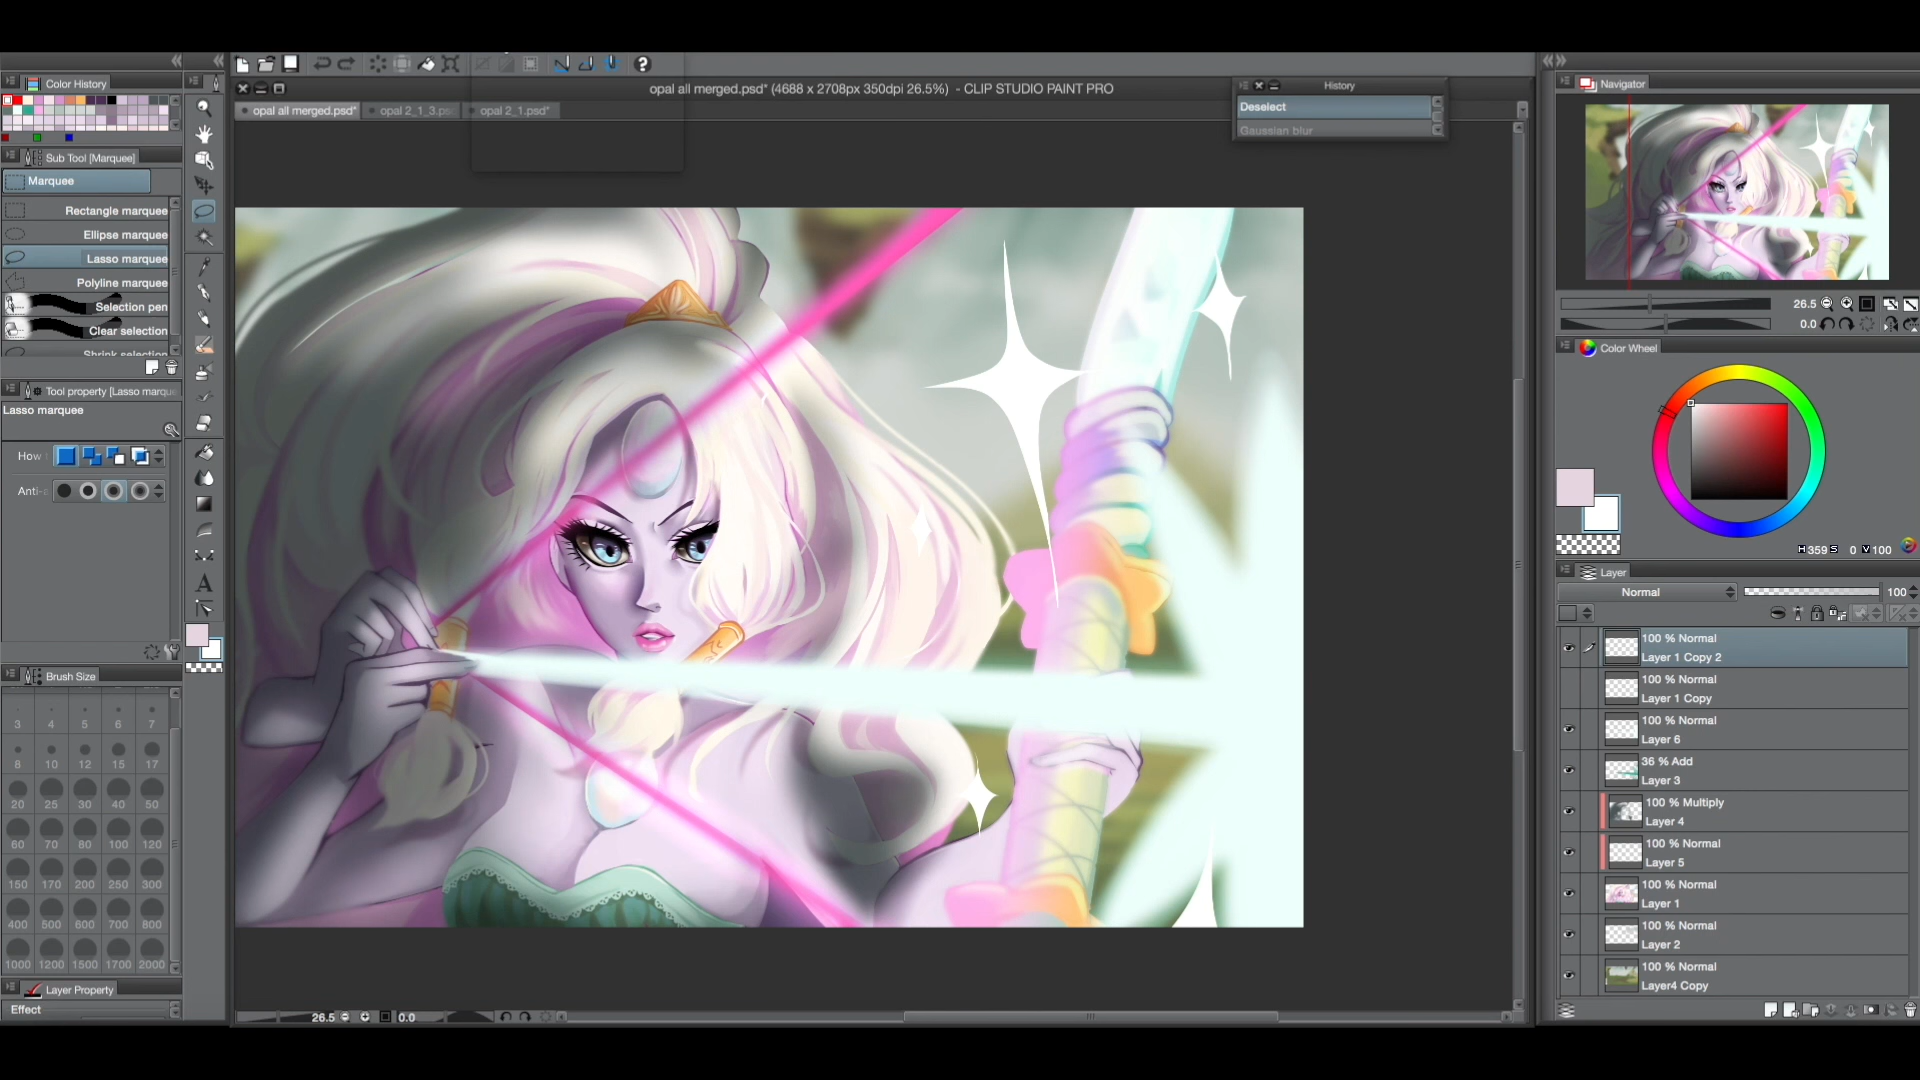 opal all merged.psd* (4688 x 2708px 350dpi 26.5%) - CLIP STUDIO PAINT PRO
opal all merged.psd*
opal 2_1_3.ps
opal 2_1.psd*
Color History
Sub Tool [Marquee]
Marquee
Rectangle marquee
Ellipse marquee
Lasso marquee
Polyline marquee
Selection pen
Clear selection
Shrink selection
Tool property [Lasso marque
Lasso marquee
How
Anti-
Brush Size
3 4 5 6 7
8 10 12 15 17
20 25 30 40 50
60 70 80 100 120
150 170 200 250 300
400 500 600 700 800
1000 1200 1500 1700 2000
Layer Property
Effect
26.5 0.0
History
Deselect
Gaussian blur
Navigator
26.5
0.0
Color Wheel
H 359 S 0 V 100
Layer
Normal 100
100 % Normal
Layer 1 Copy 2
100 % Normal
Layer 1 Copy
100 % Normal
Layer 6
36 % Add
Layer 3
100 % Multiply
Layer 4
100 % Normal
Layer 5
100 % Normal
Layer 1
100 % Normal
Layer 2
100 % Normal
Layer4 Copy